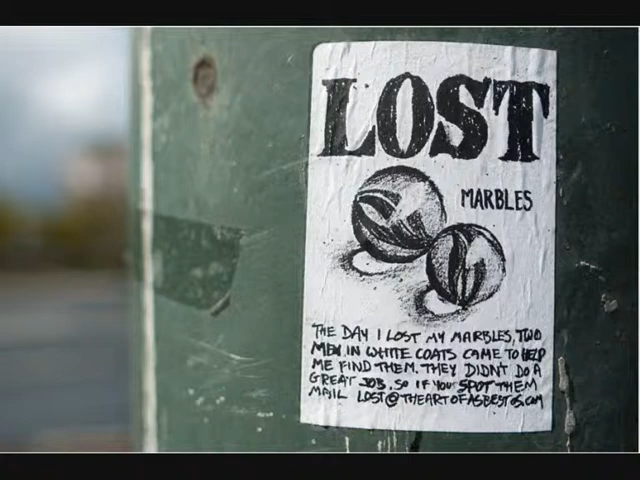 LOST
MARBLES
THE DAY I LOST MY MARBLES, TWO
MEN IN WHITE COATS CAME TO HELP
ME FIND THEM. THEY DIDNT DO A
GREAT JOB, SO IF YOU SPOT THEM
MAIL LOST@THEARTOFASBESTOS.COM